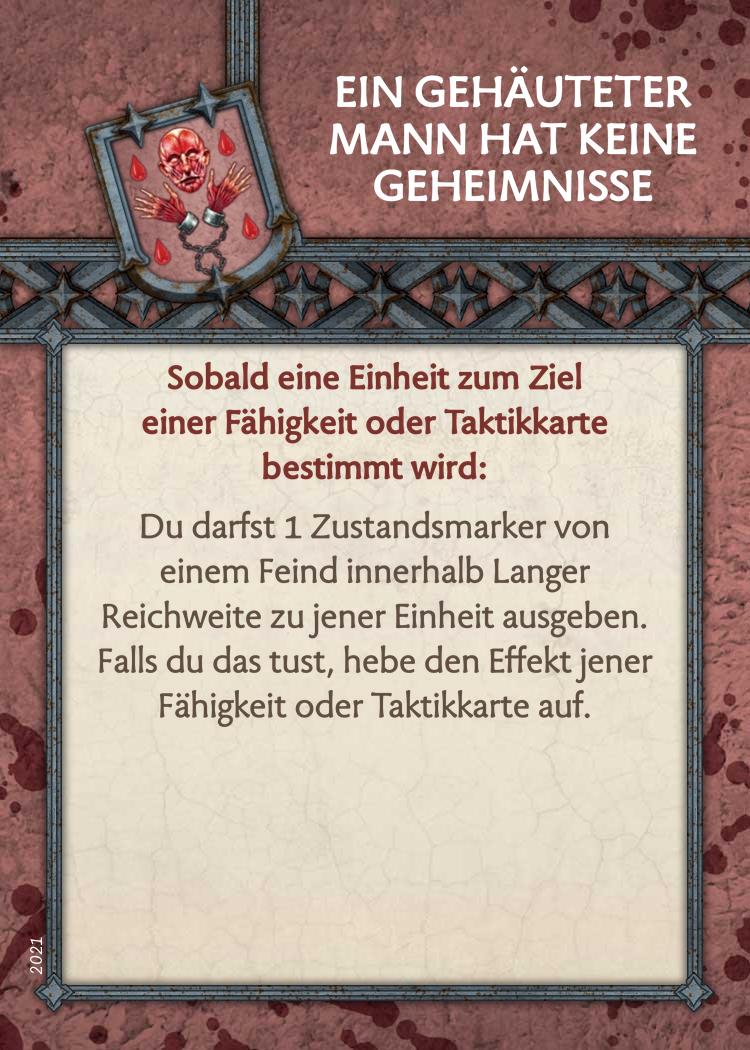 EIN GEHÄUTETER
MANN HAT KEINE
GEHEIMNISSE
Sobald eine Einheit zum Ziel
einer Fähigkeit oder Taktikkarte
bestimmt wird:
Du darfst 1 Zustandsmarker von
einem Feind innerhalb Langer
Reichweite zu jener Einheit ausgeben.
Falls du das tust, hebe den Effekt jener
Fähigkeit oder Taktikkarte auf.
2021